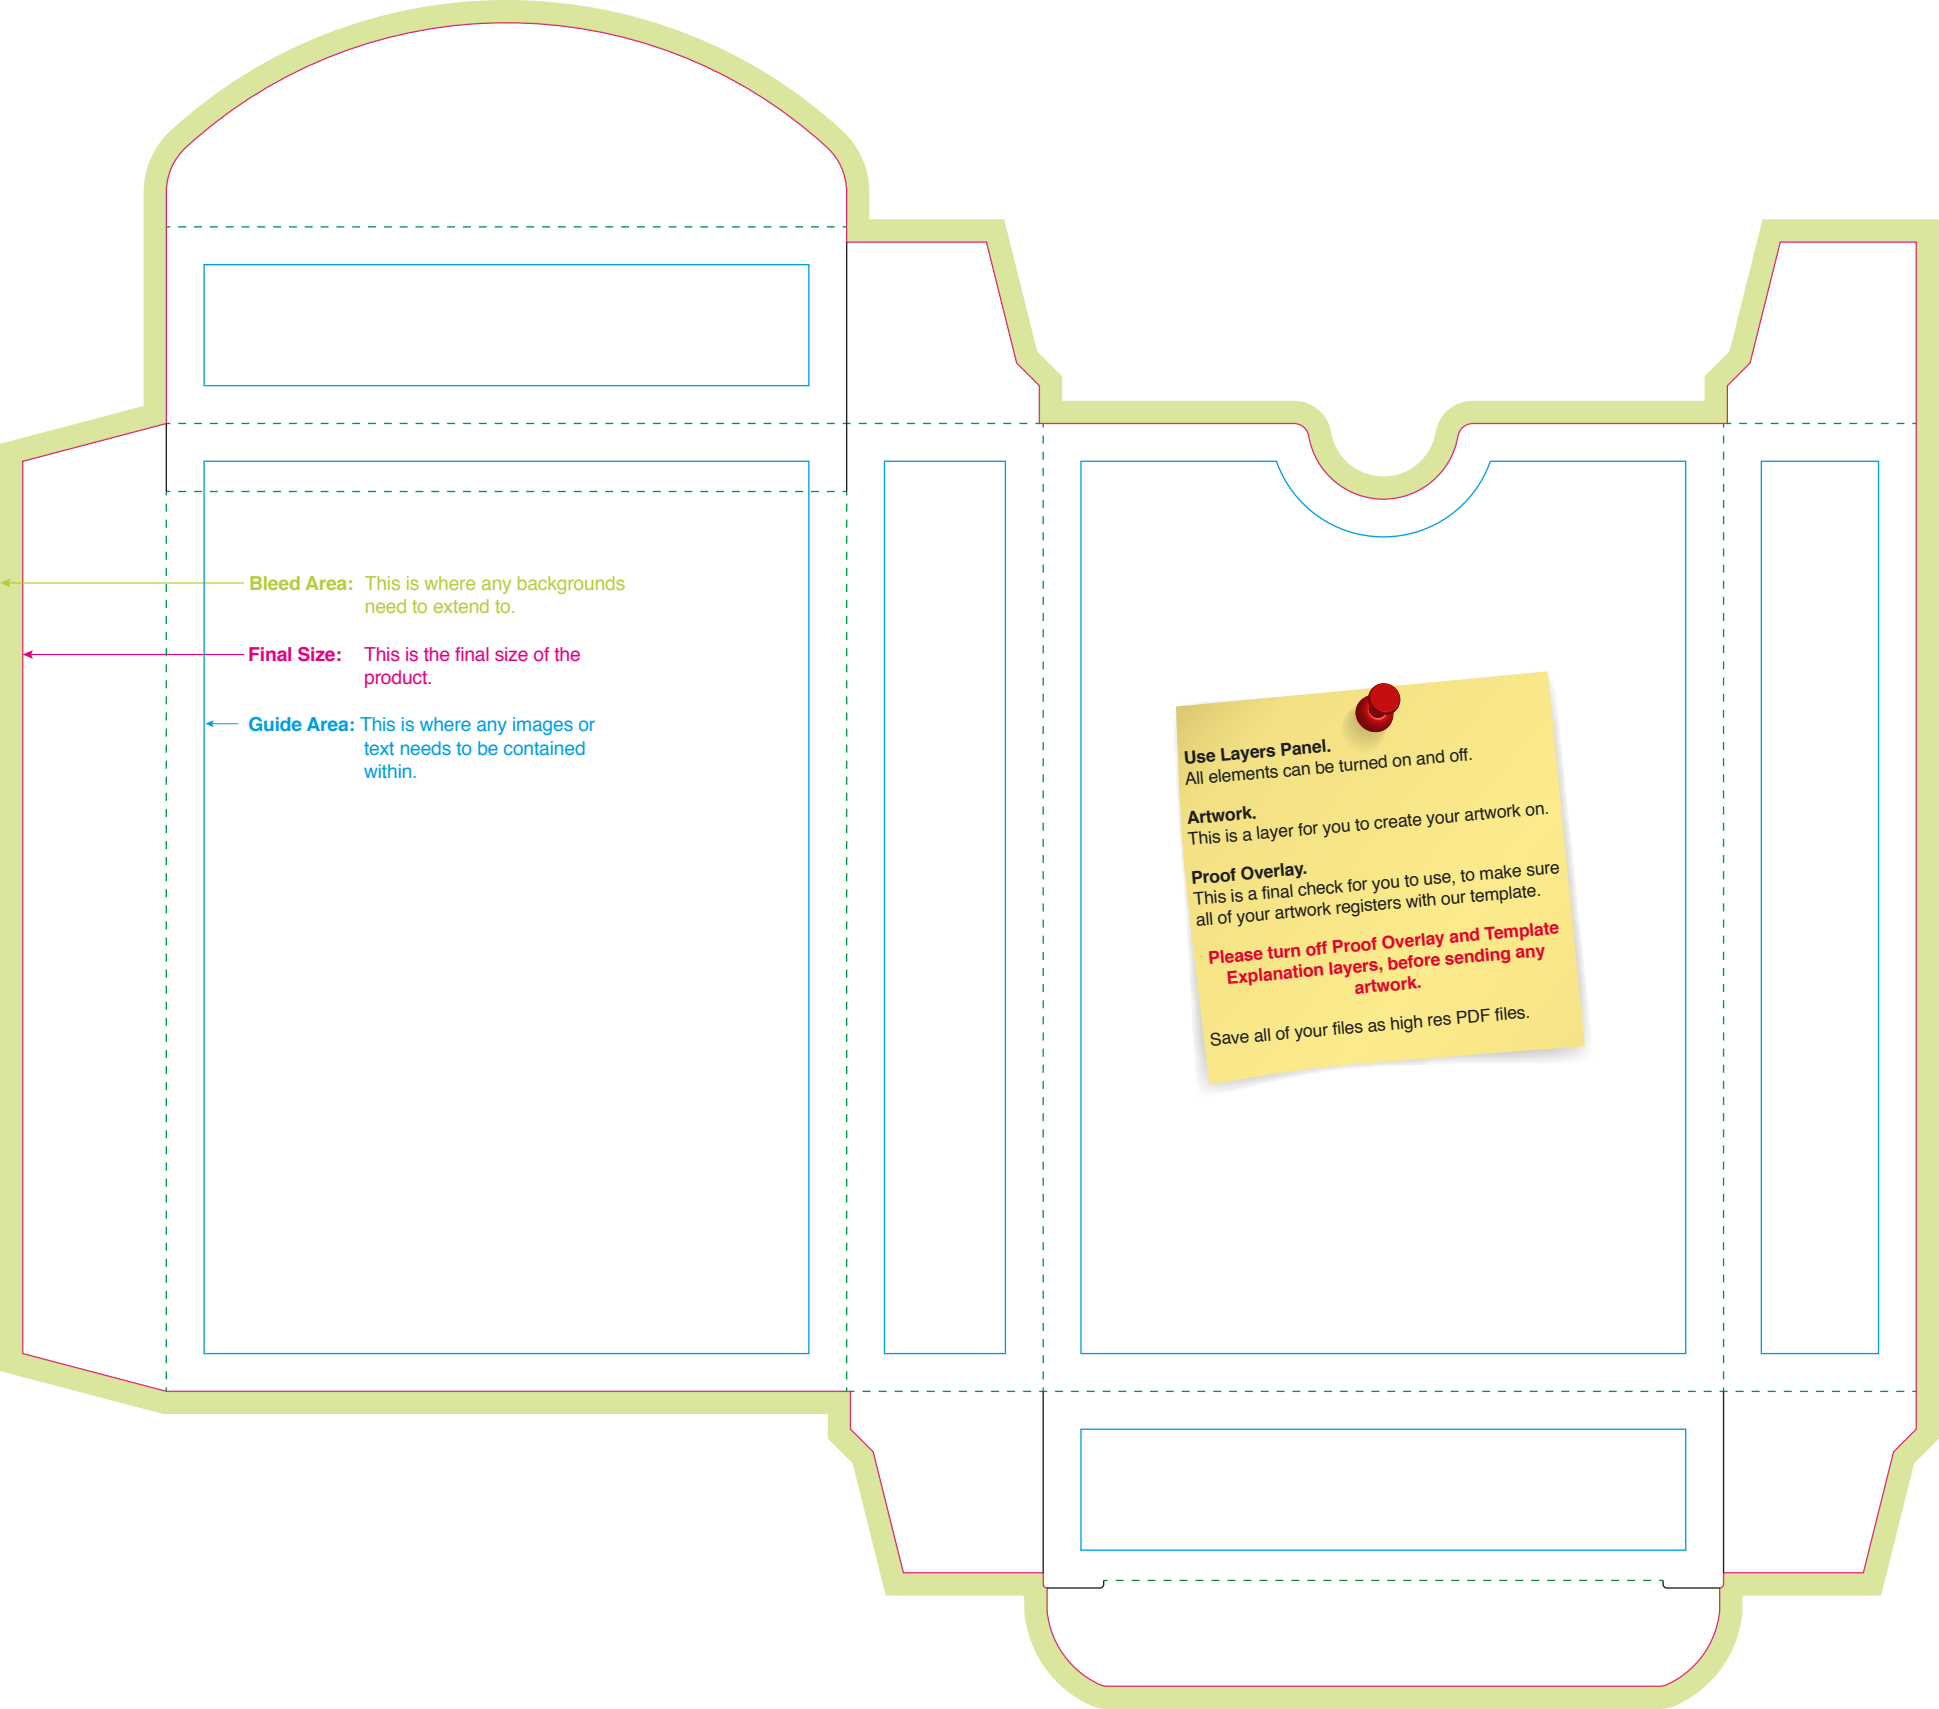 Bleed Area: This is where any backgrounds
need to extend to.
Final Size: This is the final size of the
product.
Guide Area: This is where any images or
text needs to be contained
within.
Use Layers Panel.
All elements can be turned on and off.
Artwork.
This is a layer for you to create your artwork on.
Proof Overlay.
This is a final check for you to use, to make sure
all of your artwork registers with our template.
Please turn off Proof Overlay and Template
Explanation layers, before sending any
artwork.
Save all of your files as high res PDF files.